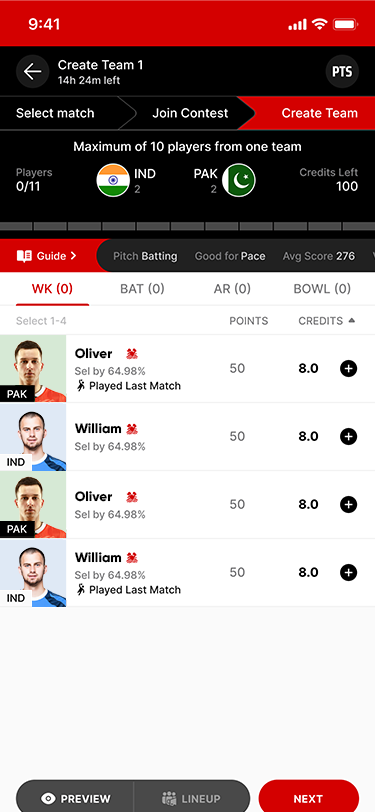 9:41
Create Team 1
14h 24m left
PTS
Select match
Join Contest
Create Team
Maximum of 10 players from one team
Players
0/11
IND
2
PAK
2
Credits Left
100
Guide
Pitch Batting
Good for Pace
Avg Score 276
WK (0)
BAT (0)
AR (0)
BOWL (0)
Select 1-4
POINTS
CREDITS
PAK
Oliver
Sel by 64.98%
Played Last Match
50
8.0
IND
William
Sel by 64.98%
50
8.0
PAK
Oliver
Sel by 64.98%
50
8.0
IND
William
Sel by 64.98%
Played Last Match
50
8.0
PREVIEW
LINEUP
NEXT